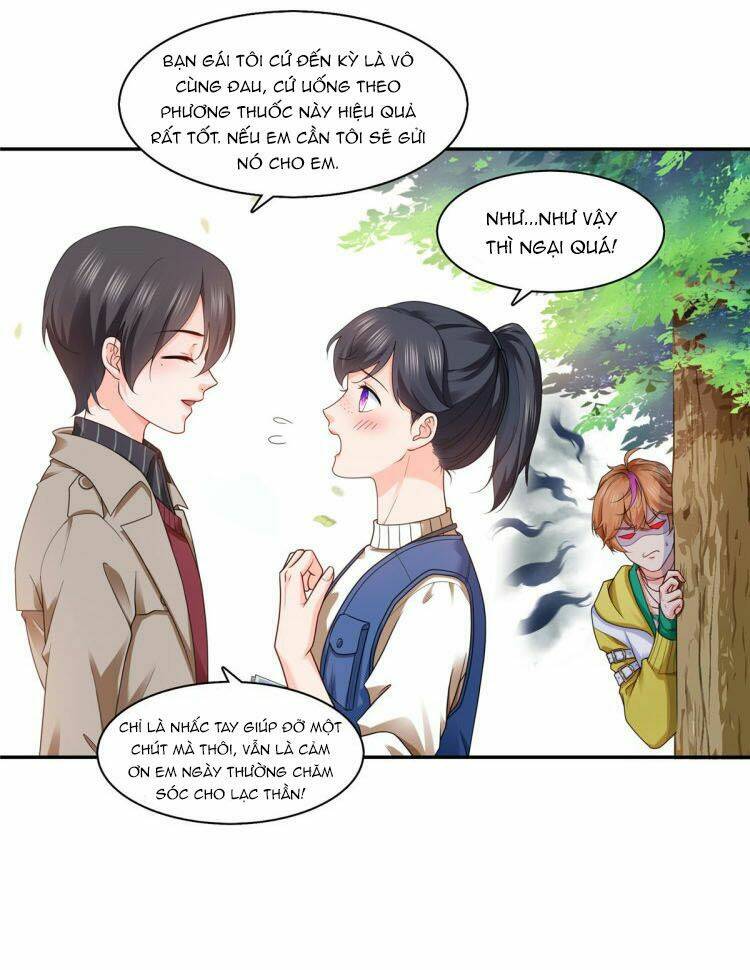 BẠN GÁI TÔI CỨ ĐẾN KỲ LÀ VÔ
CÙNG ĐAU, CỨ UỐNG THEO
PHƯƠNG THUỐC NÀY HIỆU QUẢ
RẤT TỐT. NẾU EM CẦN TÔI SẼ GỬI
NÓ CHO EM.
NHƯ...NHƯ VẬY
THÌ NGẠI QUÁ!
CHỈ LÀ NHẤC TAY GIÚP ĐỠ MỘT
CHÚT MÀ THÔI, VẪN LÀ CẢM
ƠN EM NGÀY THƯỜNG CHĂM
SÓC CHO LẠC THẦN!